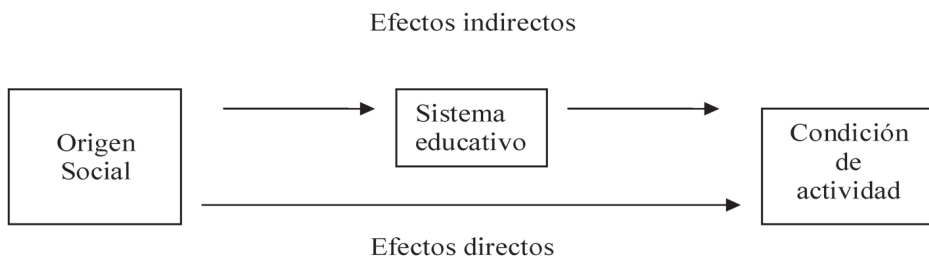 Efectos indirectos
Origen
Social
Sistema
educativo
Condición
de
actividad
Efectos directos